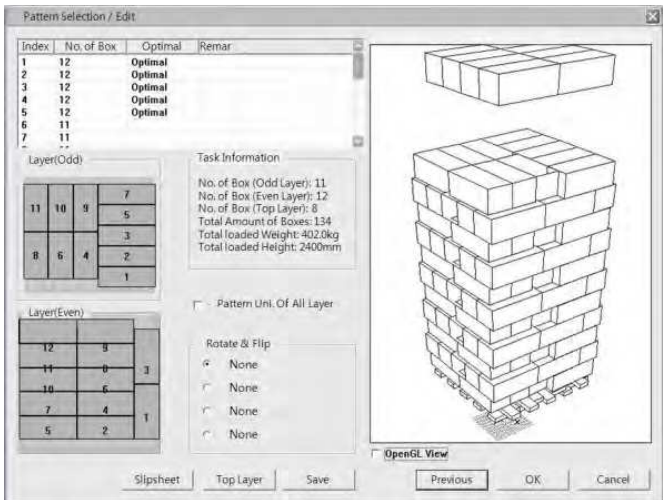 Pattern Selection / Edit
Index No. of Box Optimal Remar
1 12 Optimal
2 12 Optimal
3 12 Optimal
4 12 Optimal
5 12 Optimal
6 11
7 11
Layer(Odd)
7
11 10 9
5
3
8 6 4 2
1
Task Information
No. of Box (Odd Layer): 11
No. of Box (Even Layer): 12
No. of Box (Top Layer): 8
Total Amount of Boxes: 134
Total loaded Weight: 402.0kg
Total loaded Height: 2400mm
Pattern Uni. Of All Layer
Layer(Even)
12 9
11 8 3
10 6
7 4
1
5 2
Rotate & Flip
None
None
None
None
OpenGL View
Slipsheet Top Layer Save Previous OK Cancel